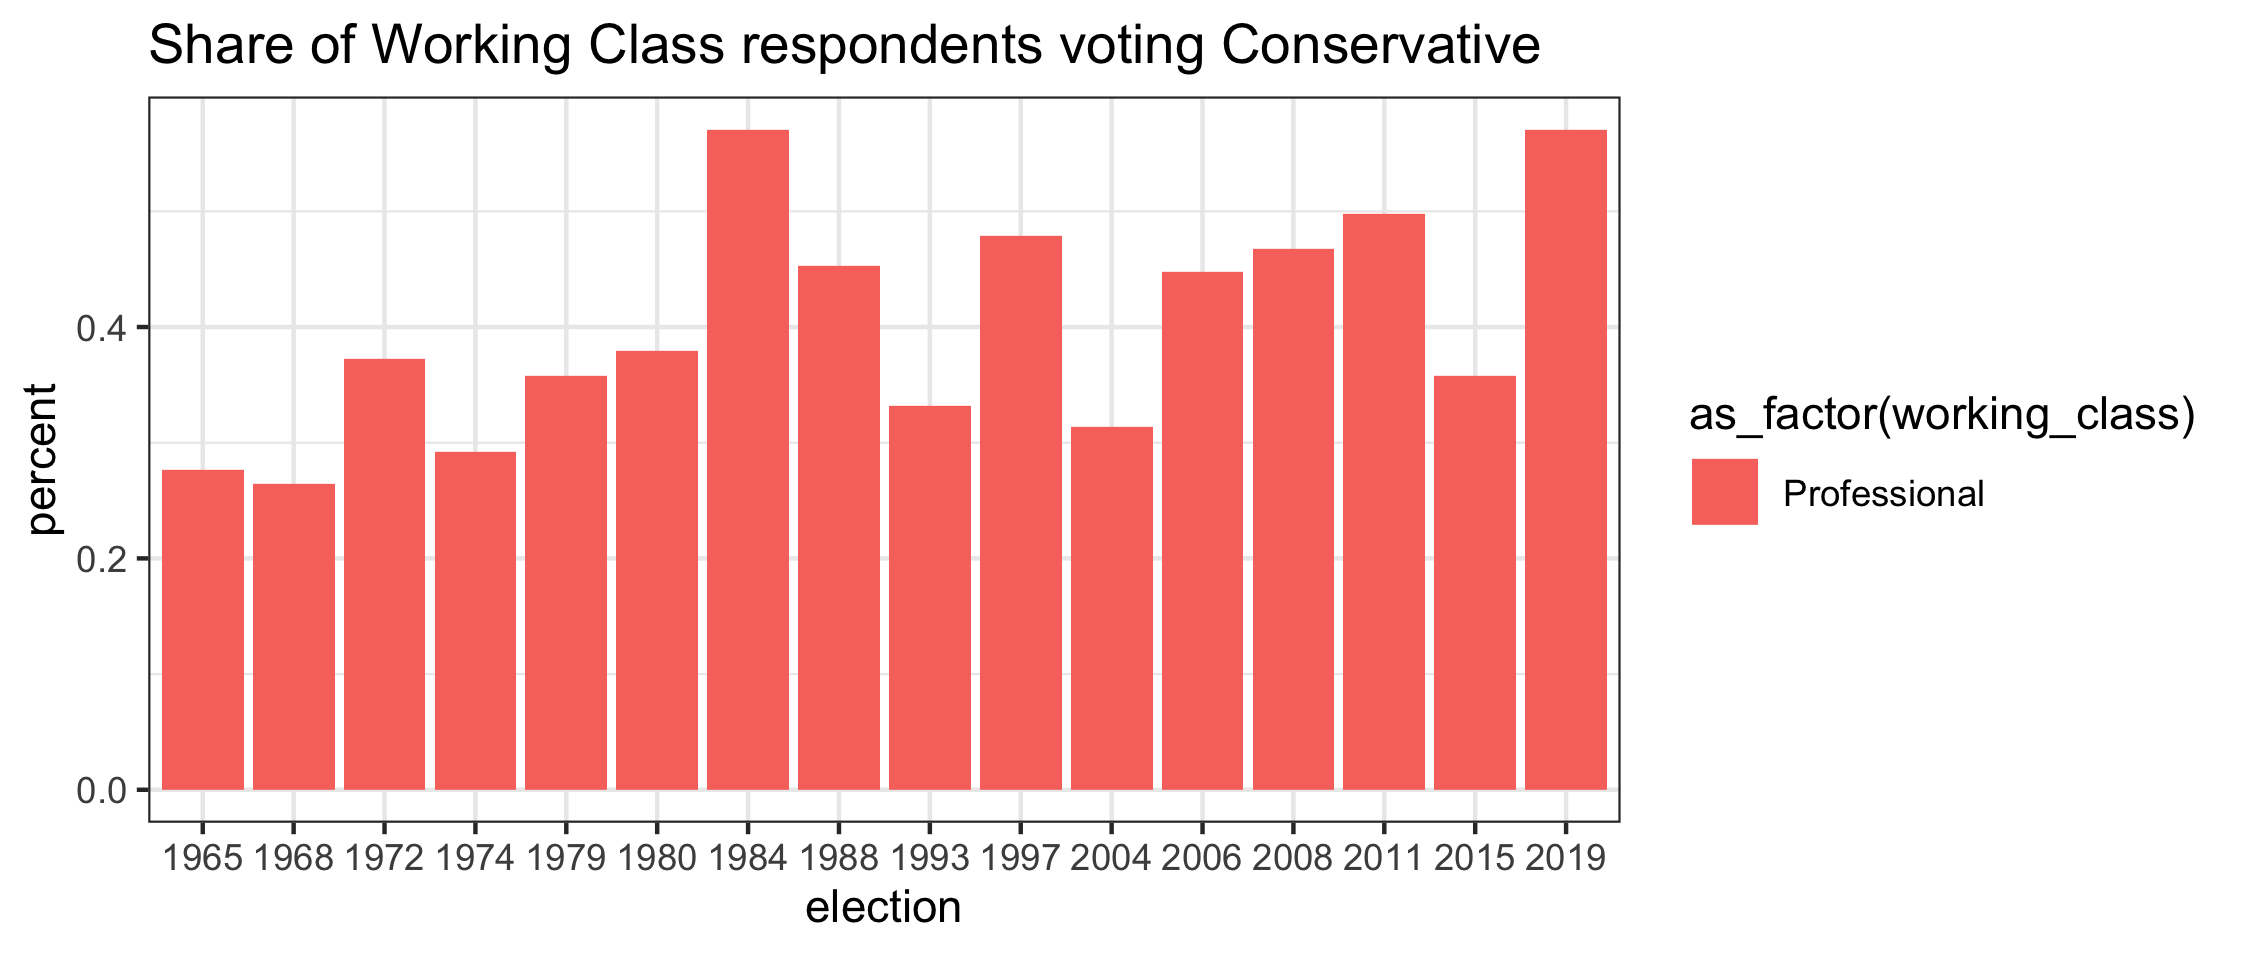 Share of Working Class respondents voting Conservative
percent
0.4
0.2
0.0
1965 1968 1972 1974 1979 1980 1984 1988 1993 1997 2004 2006 2008 2011 2015 2019
election
as_factor(working_class)
Professional